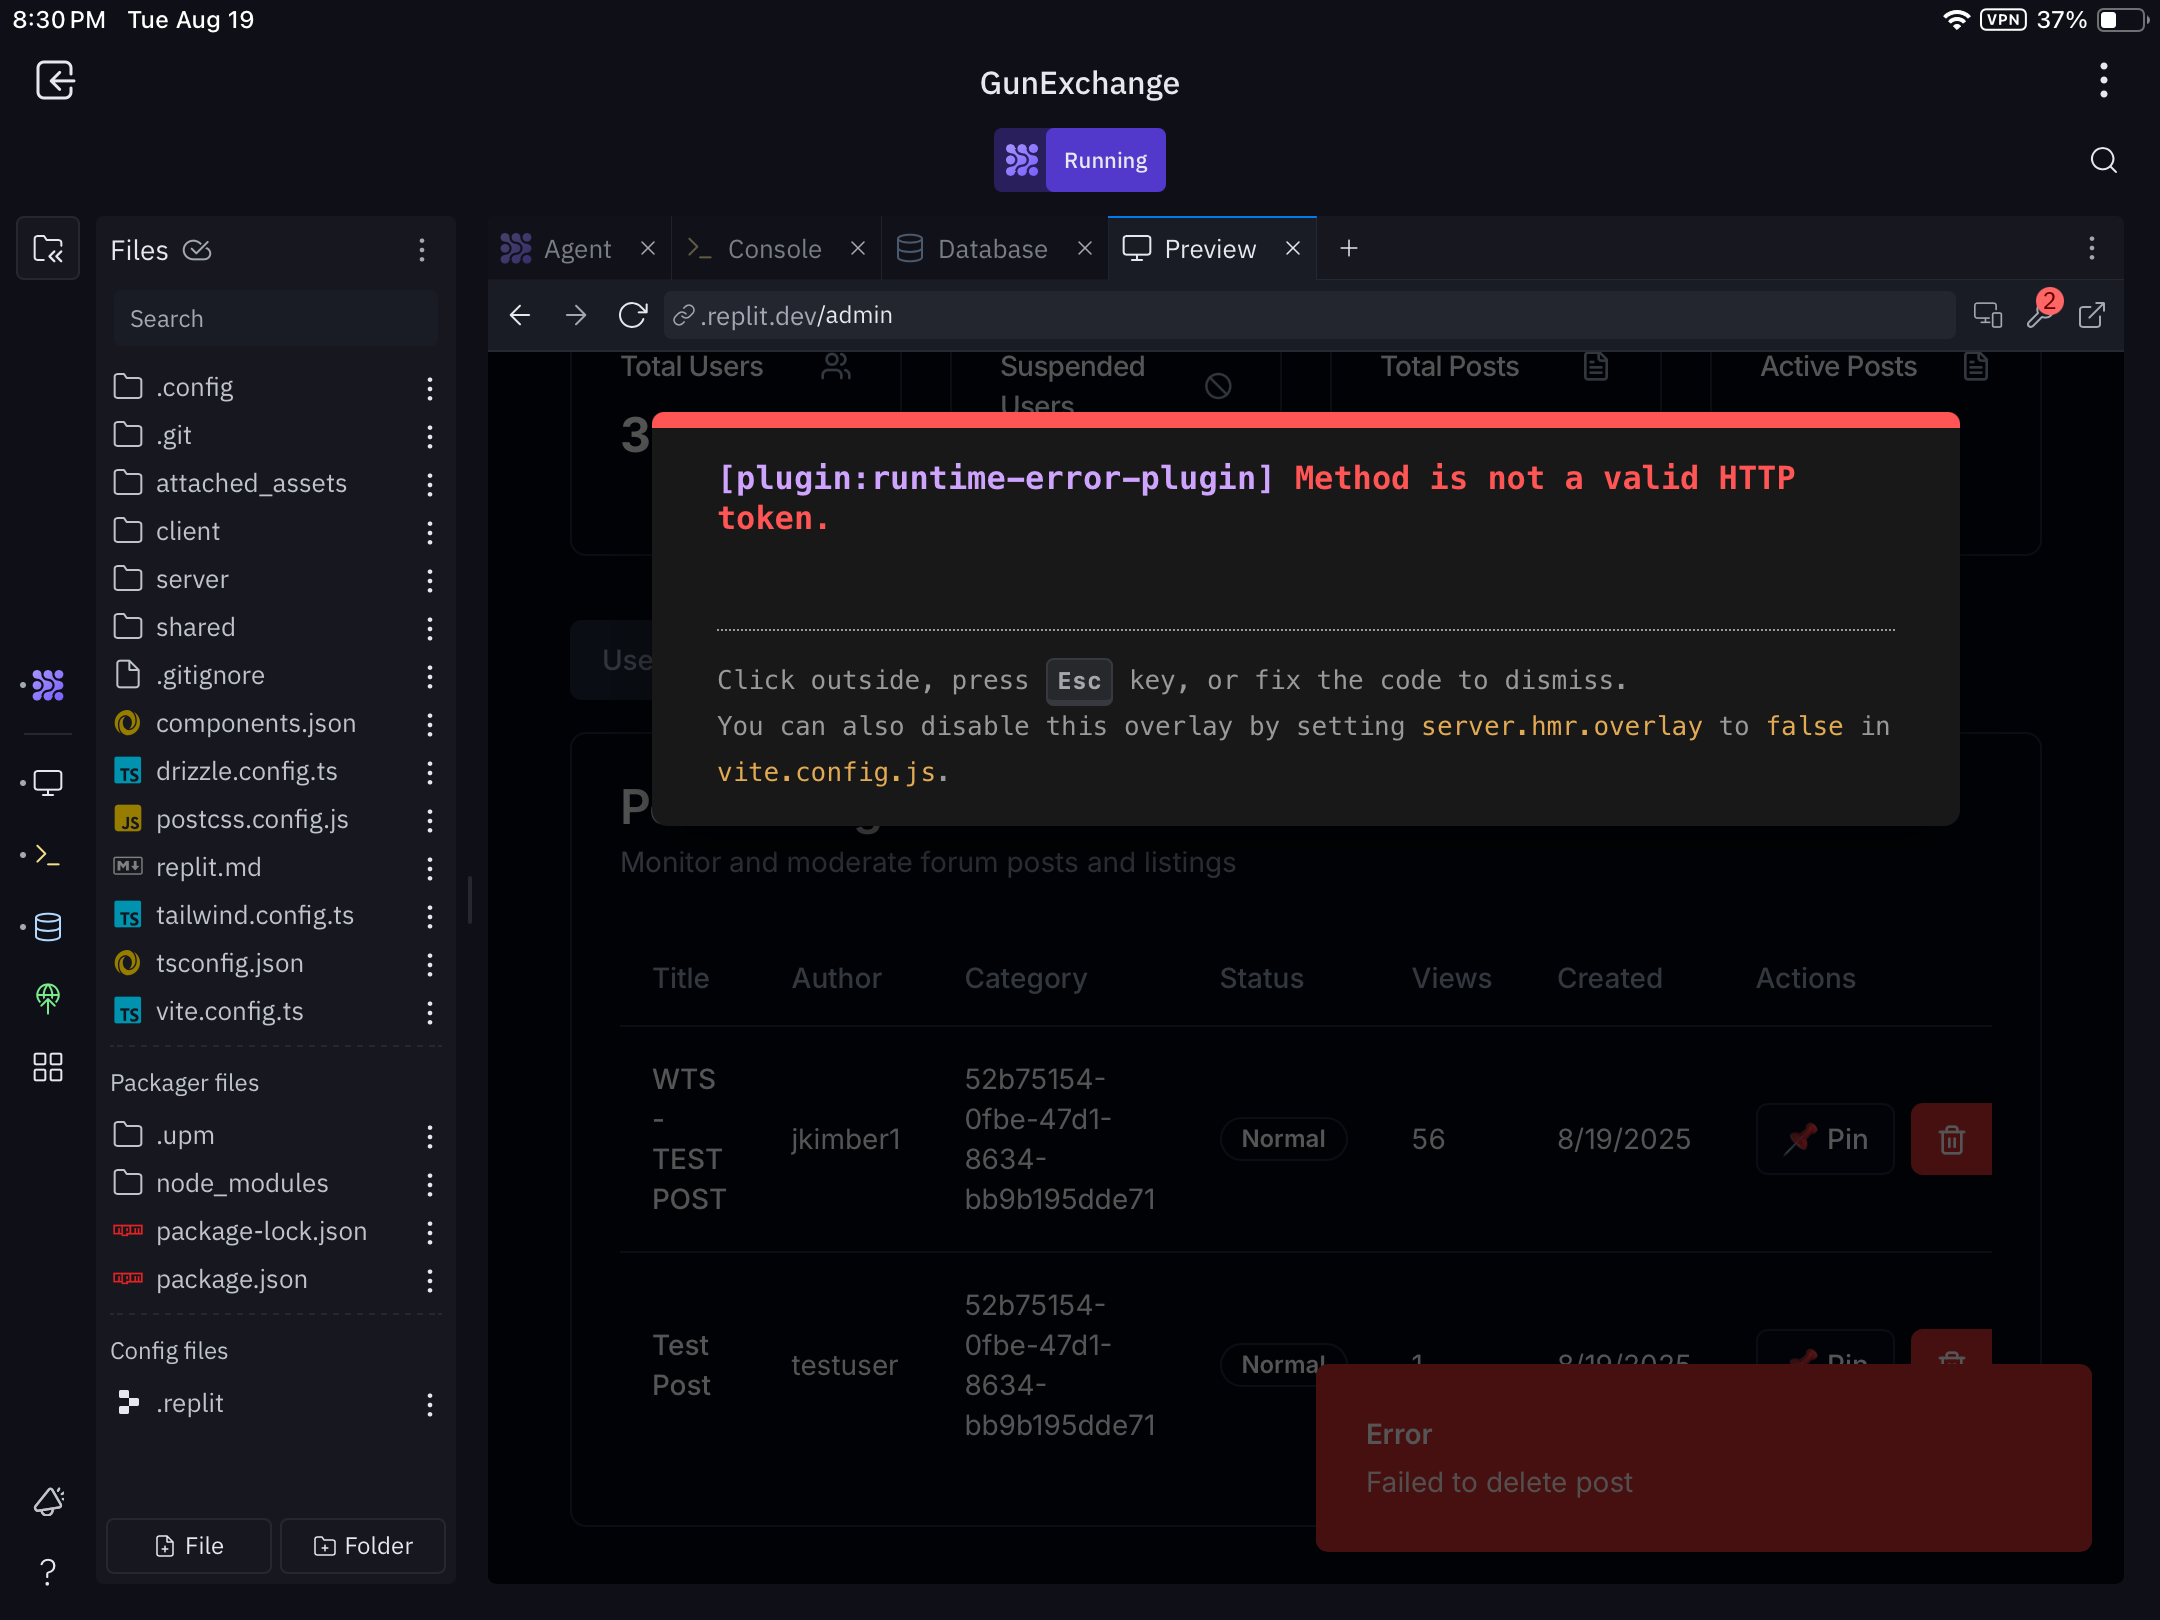 8:30 PM Tue Aug 19
VPN 37%
GunExchange
Running
Files
Search
.config
.git
attached_assets
client
server
shared
.gitignore
components.json
TS drizzle.config.ts
JS postcss.config.js
M replit.md
TS tailwind.config.ts
tsconfig.json
TS vite.config.ts
Packager files
.upm
node_modules
npm package-lock.json
npm package.json
Config files
.replit
File Folder
?
Agent Console Database Preview
.replit.dev/admin
2
Total Users Suspended Total Posts Active Posts
Users
3
[plugin:runtime-error-plugin] Method is not a valid HTTP
token.
Click outside, press Esc key, or fix the code to dismiss.
You can also disable this overlay by setting server.hmr.overlay to false in
vite.config.js.
Use
Monitor and moderate forum posts and listings
Title Author Category Status Views Created Actions
WTS
-
TEST
POST
jkimber1
52b75154-
0fbe-47d1-
8634-
bb9b195dde71
Normal
56
8/19/2025
Pin
Test
Post
testuser
52b75154-
0fbe-47d1-
8634-
bb9b195dde71
Normal
1
8/19/2025
Pin
Error
Failed to delete post